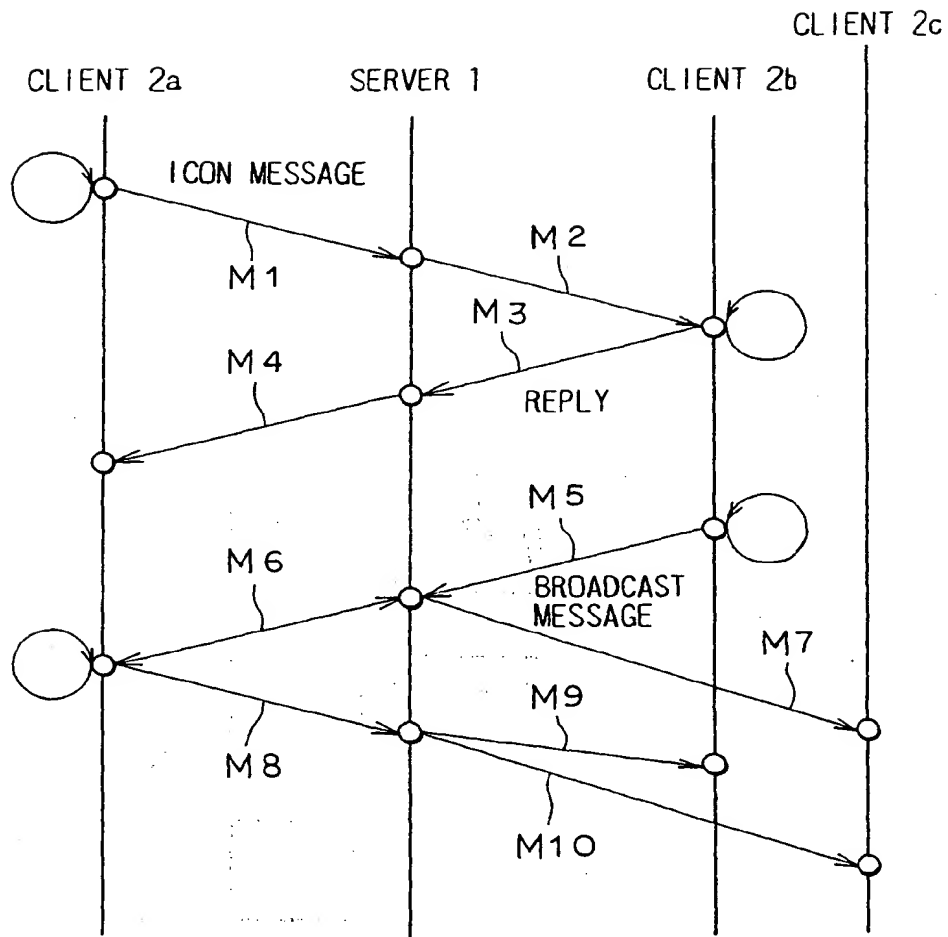 CLIENT 2c
CLIENT 2a
SERVER 1
CLIENT 2b
ICON MESSAGE
M1
M2
M3
M4
REPLY
M5
M6
BROADCAST
MESSAGE
M7
M8
M9
M10